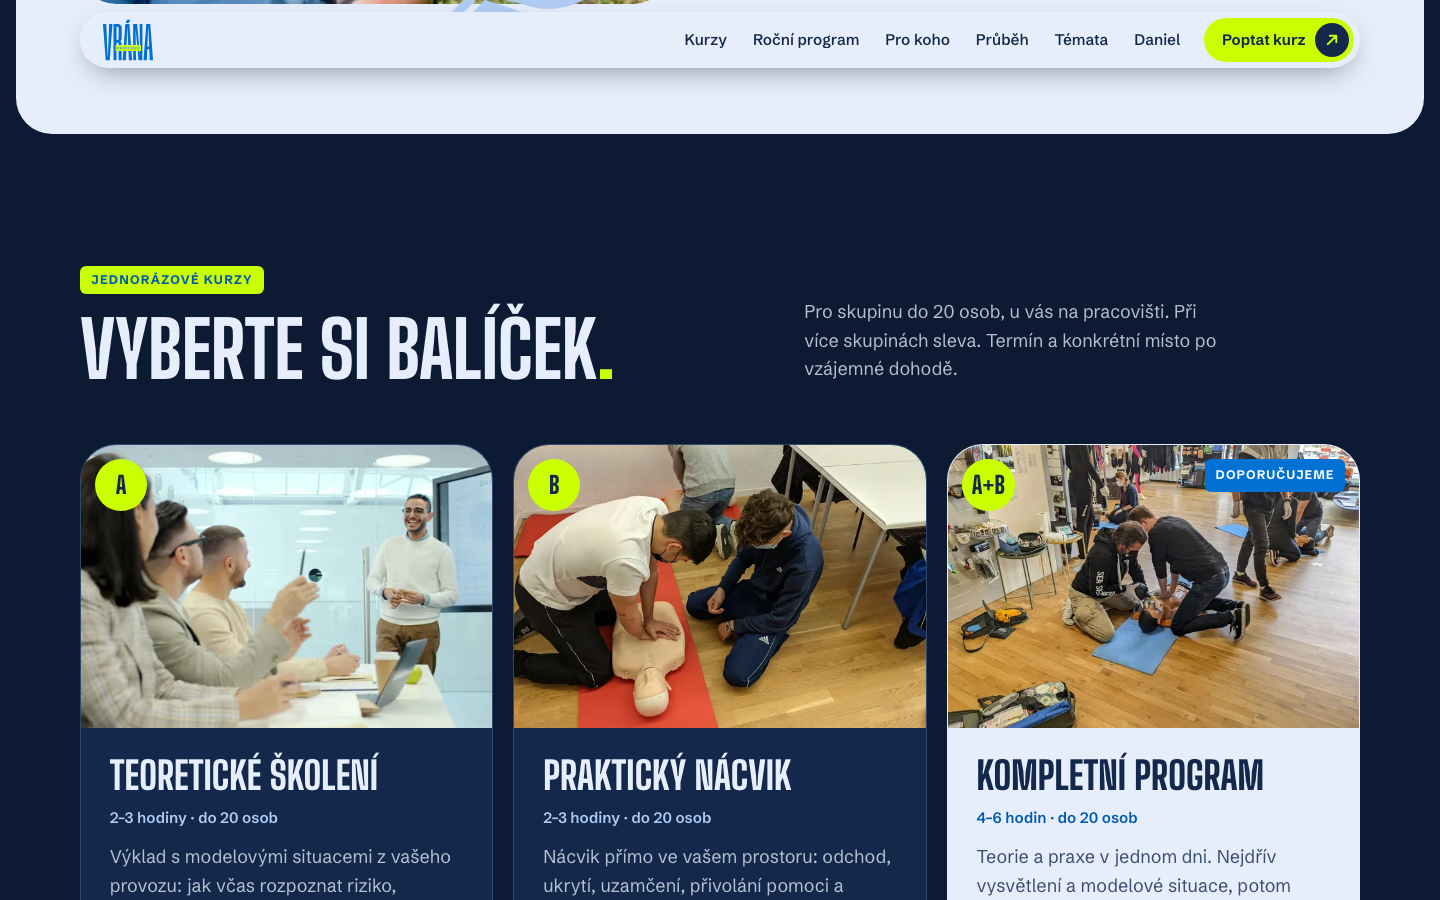 VRÁNA
Kurzy
Roční program
Pro koho
Průběh
Témata
Daniel
Poptat kurz
JEDNORÁZOVÉ KURZY
VYBERTE SI BALÍČEK.
Pro skupinu do 20 osob, u vás na pracovišti. Při
více skupinách sleva. Termín a konkrétní místo po
vzájemné dohodě.
A
TEORETICKÉ ŠKOLENÍ
2–3 hodiny · do 20 osob
Výklad s modelovými situacemi z vašeho
provozu: jak včas rozpoznat riziko,
B
PRAKTICKÝ NÁCVIK
2–3 hodiny · do 20 osob
Nácvik přímo ve vašem prostoru: odchod,
ukrytí, uzamčení, přivolání pomoci a
A+B
DOPORUČUJEME
KOMPLETNÍ PROGRAM
4–6 hodin · do 20 osob
Teorie a praxe v jednom dni. Nejdřív
vysvětlení a modelové situace, potom